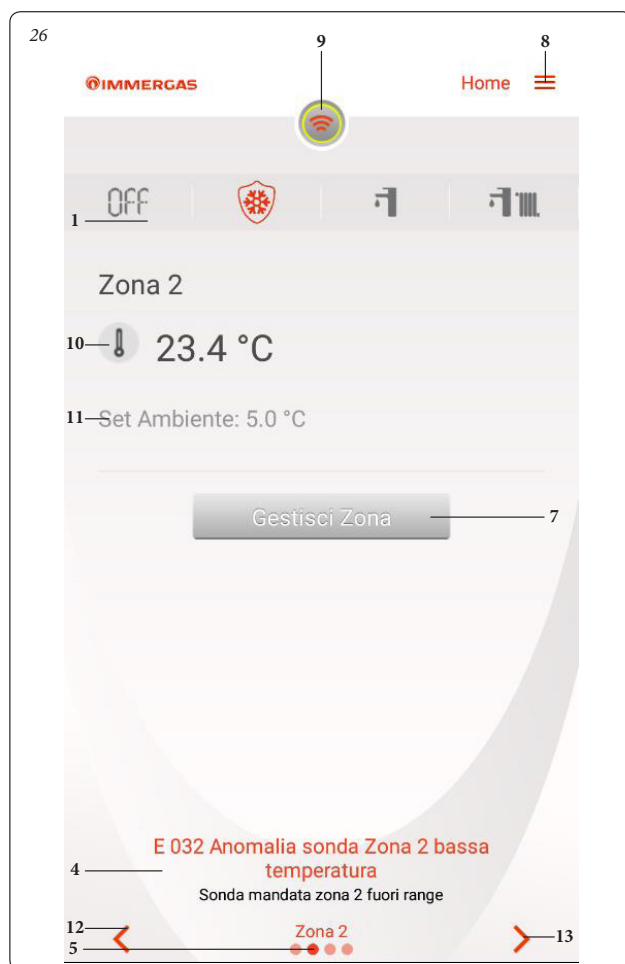 26
9
8
IMMERGAS
Home
OFF
1
Zona 2
10
23.4 °C
11
Set Ambiente: 5.0 °C
Gestisci Zona
7
E 032 Anomalia sonda Zona 2 bassa
temperatura
4
Sonda mandata zona 2 fuori range
12
Zona 2
13
5